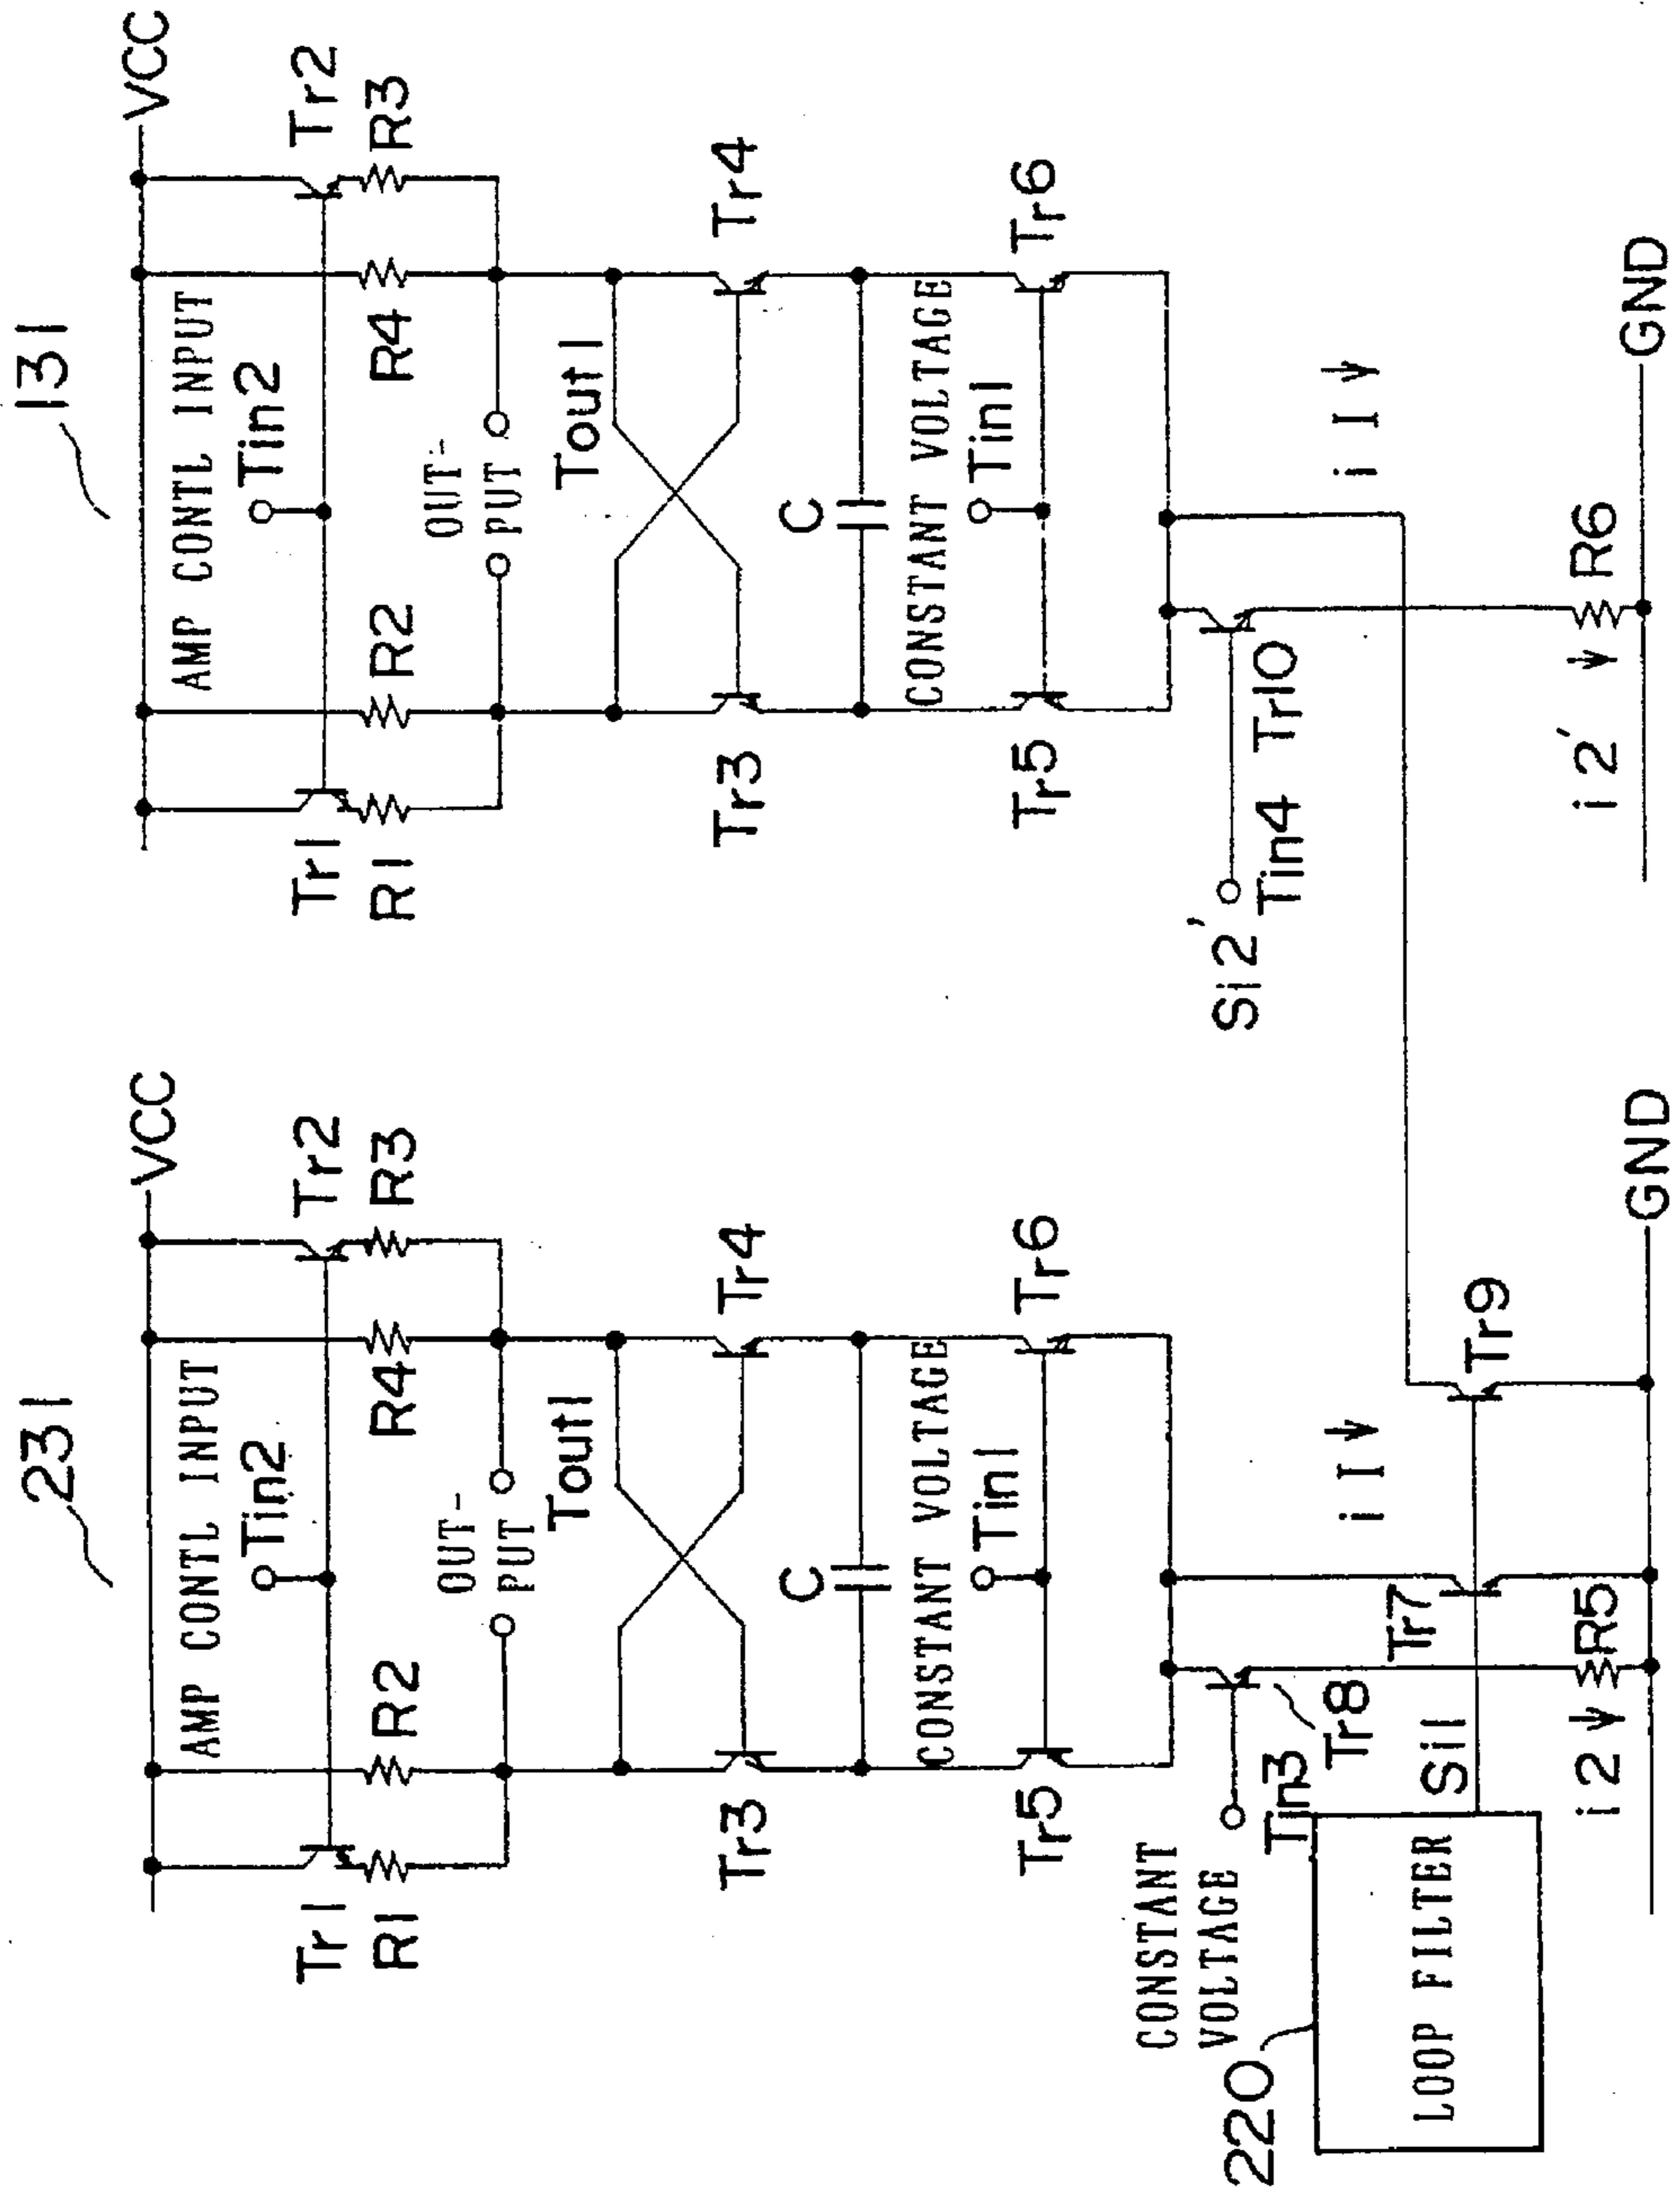 231
VCC
AMP CONTL INPUT
Tin2
Tr1
R1
R2
R4
Tr2
R3
OUT-
PUT
Tout1
Tr3
Tr4
C
CONSTANT VOLTAGE
Tin1
Tr5
Tr6
CONSTANT
VOLTAGE
Tin3
Tr8
Tr7
i1
Tr9
220
LOOP FILTER
Si1
i2
R5
GND
131
VCC
AMP CONTL INPUT
Tin2
Tr1
R1
R2
R4
Tr2
R3
OUT-
PUT
Tout1
Tr3
Tr4
C
CONSTANT VOLTAGE
Tin1
Tr5
Tr6
Si2'
Tin4
Tr10
i1
i2'
R6
GND